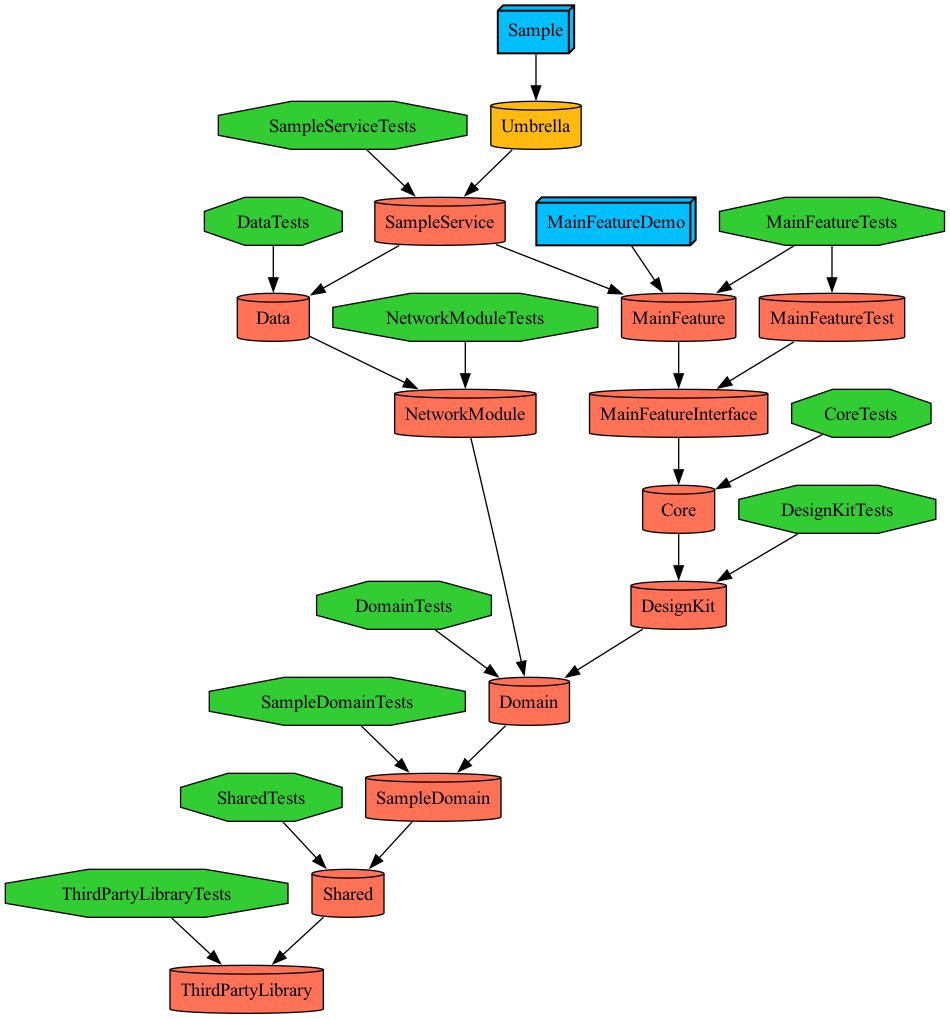 Sample
SampleServiceTests
Umbrella
DataTests
SampleService
MainFeatureDemo
MainFeatureTests
Data
NetworkModuleTests
MainFeature
MainFeatureTest
NetworkModule
MainFeatureInterface
CoreTests
Core
DesignKitTests
DomainTests
DesignKit
SampleDomainTests
Domain
SharedTests
SampleDomain
ThirdPartyLibraryTests
Shared
ThirdPartyLibrary